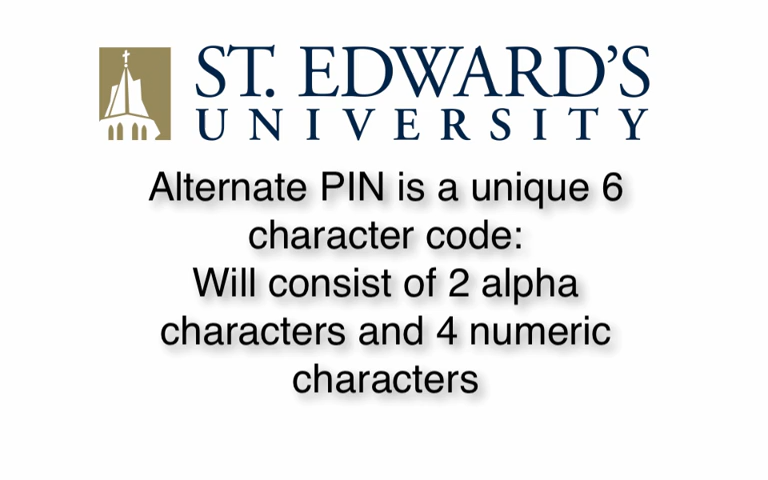 ST. EDWARD'S
UNIVERSITY
Alternate PIN is a unique 6
character code:
Will consist of 2 alpha
characters and 4 numeric
characters